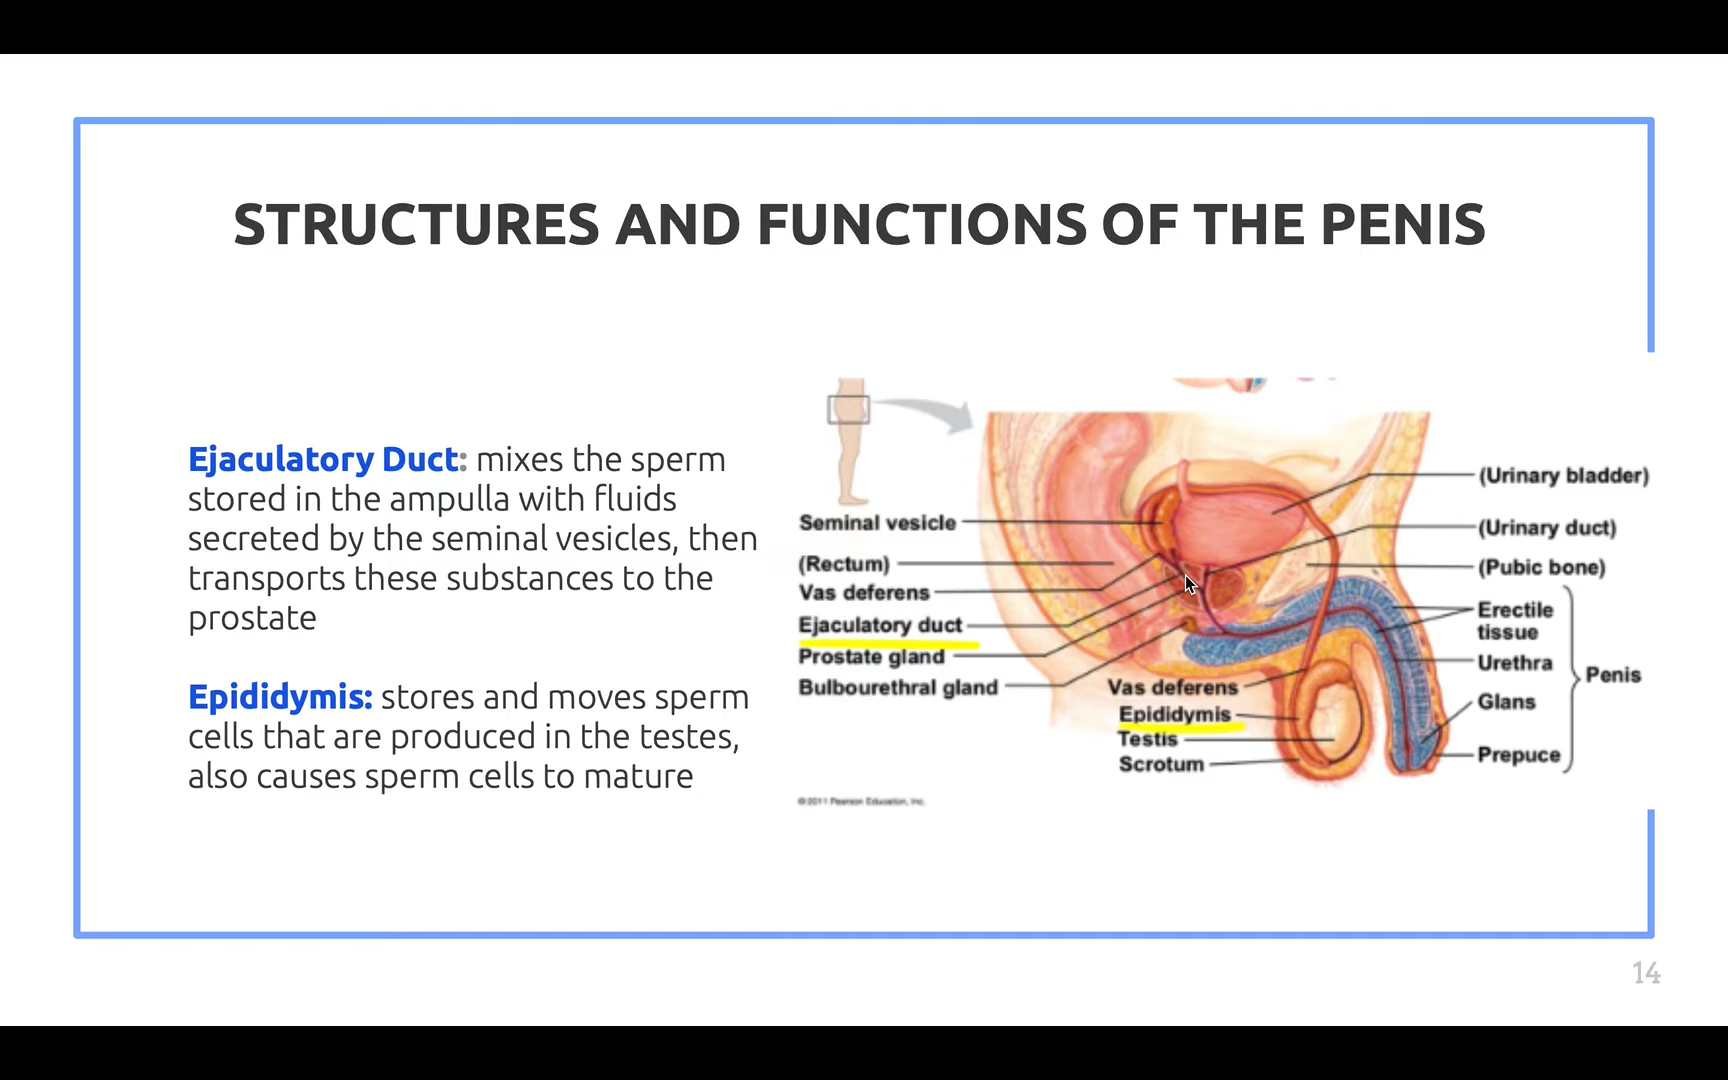 STRUCTURES AND FUNCTIONS OF THE PENIS
Ejaculatory Duct: mixes the sperm
stored in the ampulla with fluids
secreted by the seminal vesicles, then
transports these substances to the
prostate
Epididymis: stores and moves sperm
cells that are produced in the testes,
also causes sperm cells to mature
Seminal vesicle
(Rectum)
Vas deferens
Ejaculatory duct
Prostate gland
Bulbourethral gland
Vas deferens
Epididymis
Testis
Scrotum
(Urinary bladder)
(Urinary duct)
(Pubic bone)
Erectile
tissue
Urethra
Glans
Prepuce
Penis
© 2011 Pearson Education, Inc.
14